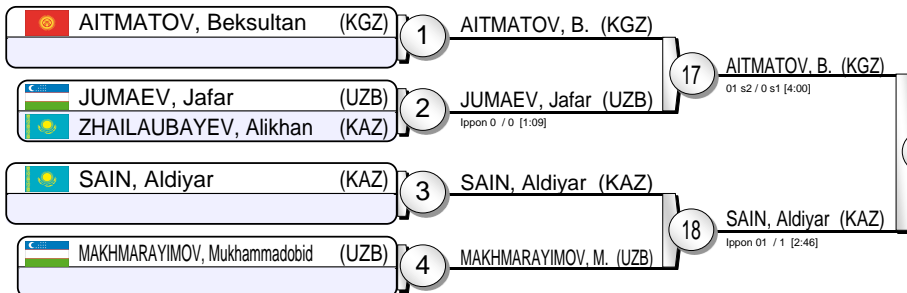 AITMATOV, Beksultan (KGZ)
1
AITMATOV, B. (KGZ)
JUMAEV, Jafar (UZB)
ZHAILAUBAYEV, Alikhan (KAZ)
2
JUMAEV, Jafar (UZB)
Ippon 0 / 0 [1:09]
17
AITMATOV, B. (KGZ)
01 s2 / 0 s1 [4:00]
SAIN, Aldiyar (KAZ)
3
SAIN, Aldiyar (KAZ)
MAKHMARAYIMOV, Mukhammadobid (UZB)
4
MAKHMARAYIMOV, M. (UZB)
18
SAIN, Aldiyar (KAZ)
Ippon 01 / 1 [2:46]